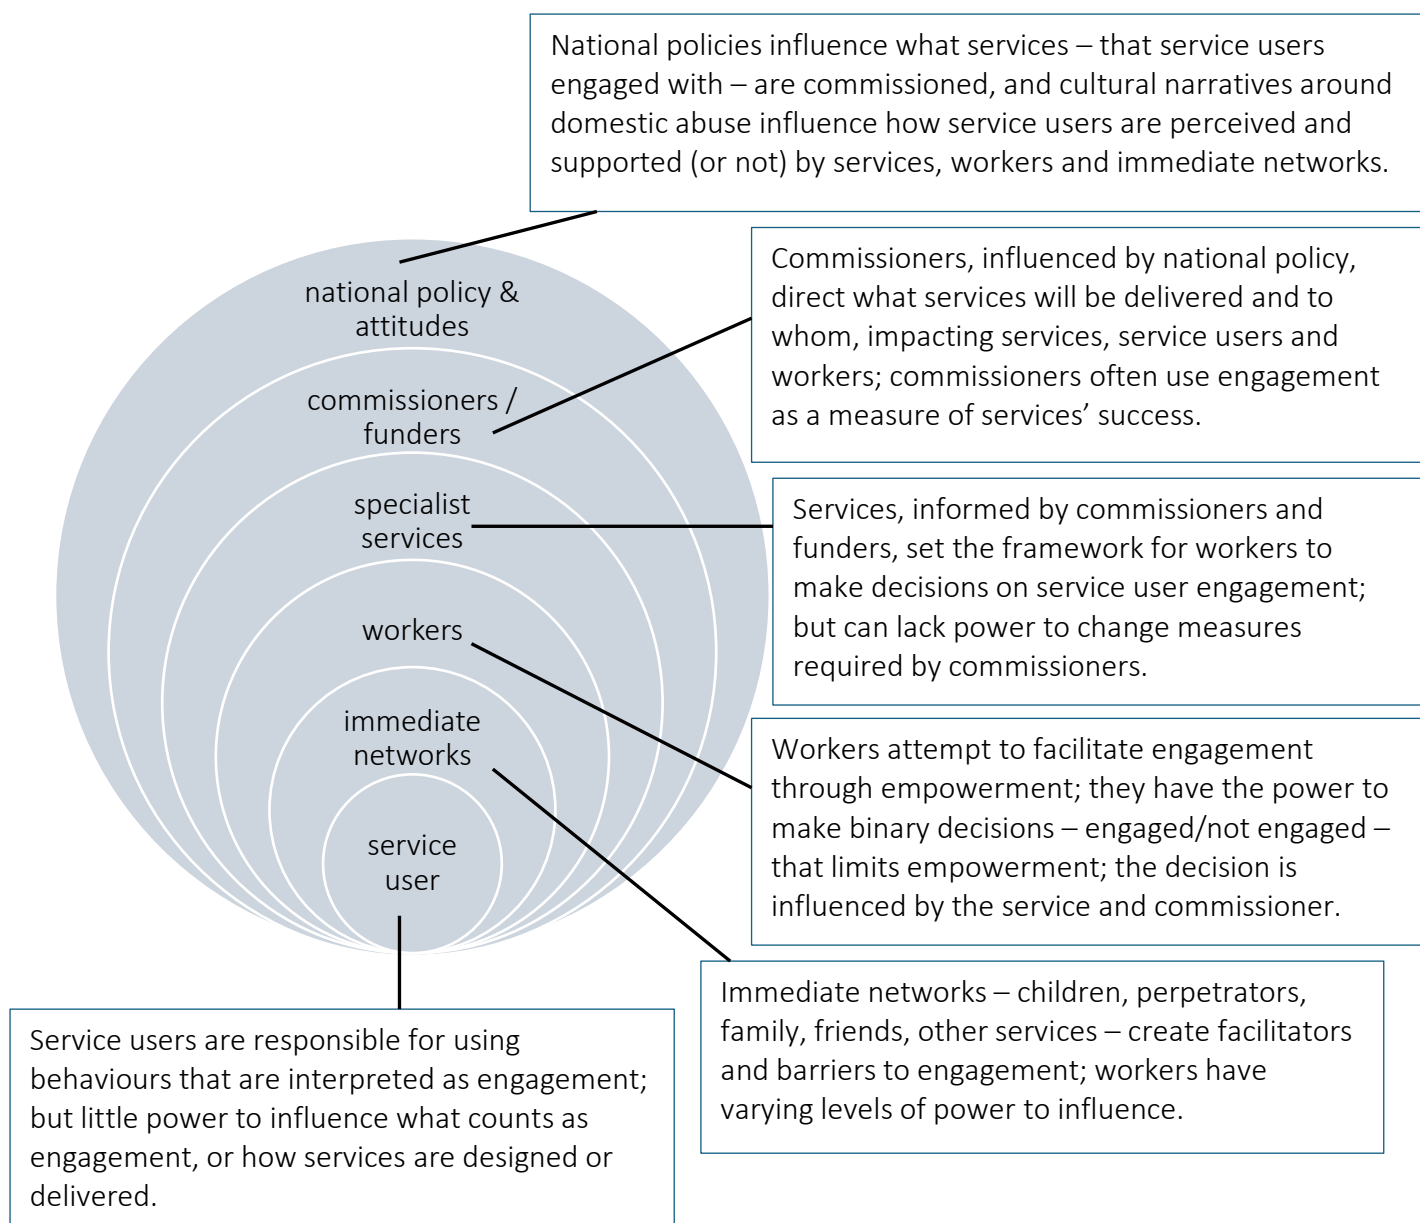 National policies influence what services – that service users
engaged with – are commissioned, and cultural narratives around
domestic abuse influence how service users are perceived and
supported (or not) by services, workers and immediate networks.
national policy &
attitudes
Commissioners, influenced by national policy,
direct what services will be delivered and to
whom, impacting services, service users and
workers; commissioners often use engagement
as a measure of services’ success.
commissioners /
funders
specialist
services
Services, informed by commissioners and
funders, set the framework for workers to
make decisions on service user engagement;
but can lack power to change measures
required by commissioners.
workers
Workers attempt to facilitate engagement
through empowerment; they have the power to
make binary decisions – engaged/not engaged –
that limits empowerment; the decision is
influenced by the service and commissioner.
immediate
networks
Immediate networks – children, perpetrators,
family, friends, other services – create facilitators
and barriers to engagement; workers have
varying levels of power to influence.
service
user
Service users are responsible for using
behaviours that are interpreted as engagement;
but little power to influence what counts as
engagement, or how services are designed or
delivered.